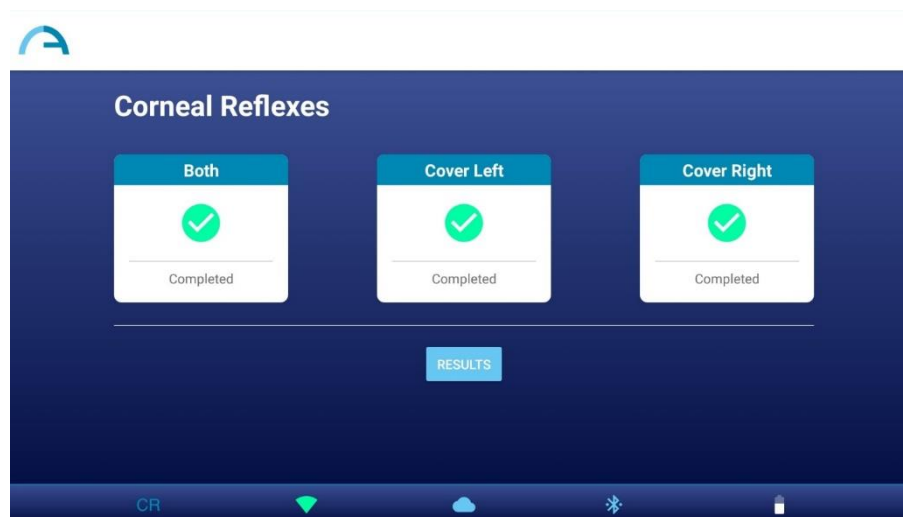 Corneal Reflexes
Both
Cover Left
Cover Right
Completed
Completed
Completed
RESULTS
CR